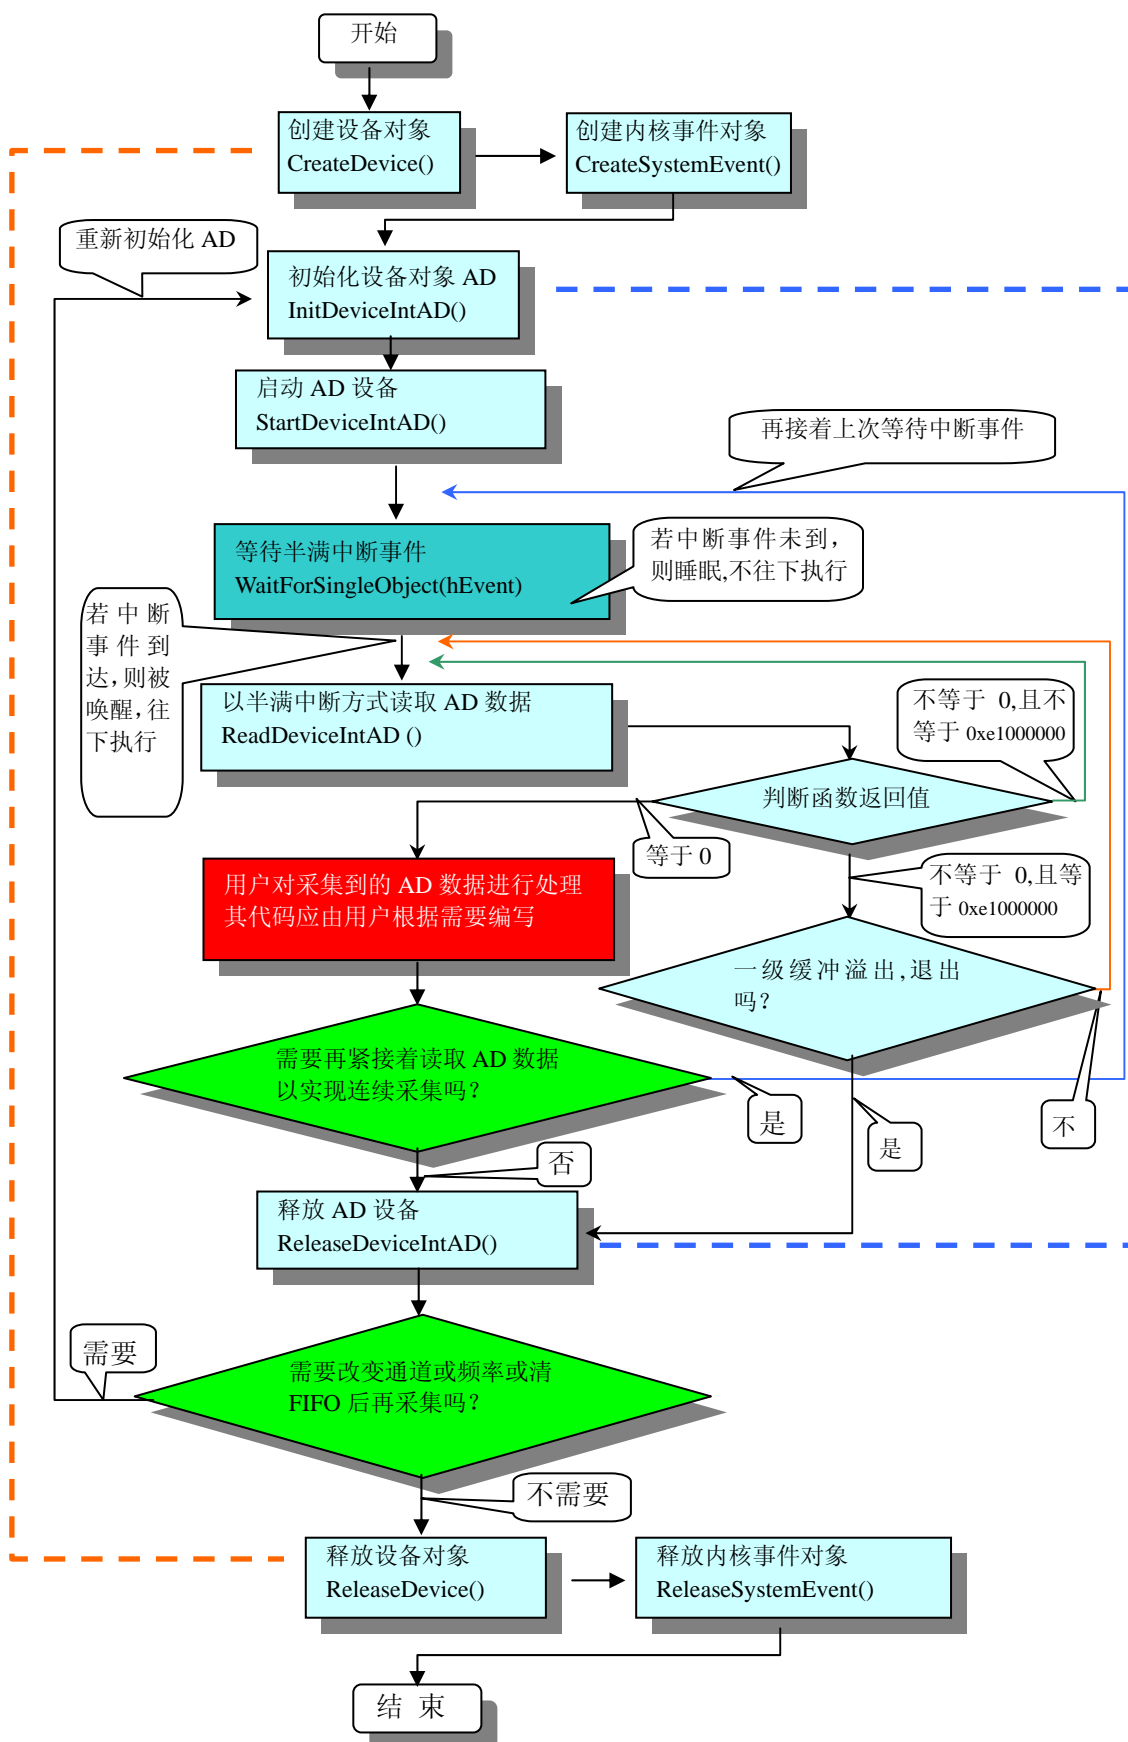 开始
创建设备对象
CreateDevice()
创建内核事件对象
CreateSystemEvent()
重新初始化 AD
初始化设备对象 AD
InitDeviceIntAD()
启动 AD 设备
StartDeviceIntAD()
再接着上次等待中断事件
等待半满中断事件
WaitForSingleObject(hEvent)
若中断事件未到，
则睡眠,不往下执行
若中断
事件到
达,则被
唤醒,往
下执行
以半满中断方式读取 AD 数据
ReadDeviceIntAD ()
不等于 0,且不
等于 0xe1000000
判断函数返回值
等于 0
不等于 0,且等
于 0xe1000000
用户对采集到的 AD 数据进行处理
其代码应由用户根据需要编写
一级缓冲溢出,退出
吗？
需要再紧接着读取 AD 数据
以实现连续采集吗？
是
是
不
否
释放 AD 设备
ReleaseDeviceIntAD()
需要
需要改变通道或频率或清
FIFO 后再采集吗？
不需要
释放设备对象
ReleaseDevice()
释放内核事件对象
ReleaseSystemEvent()
结 束